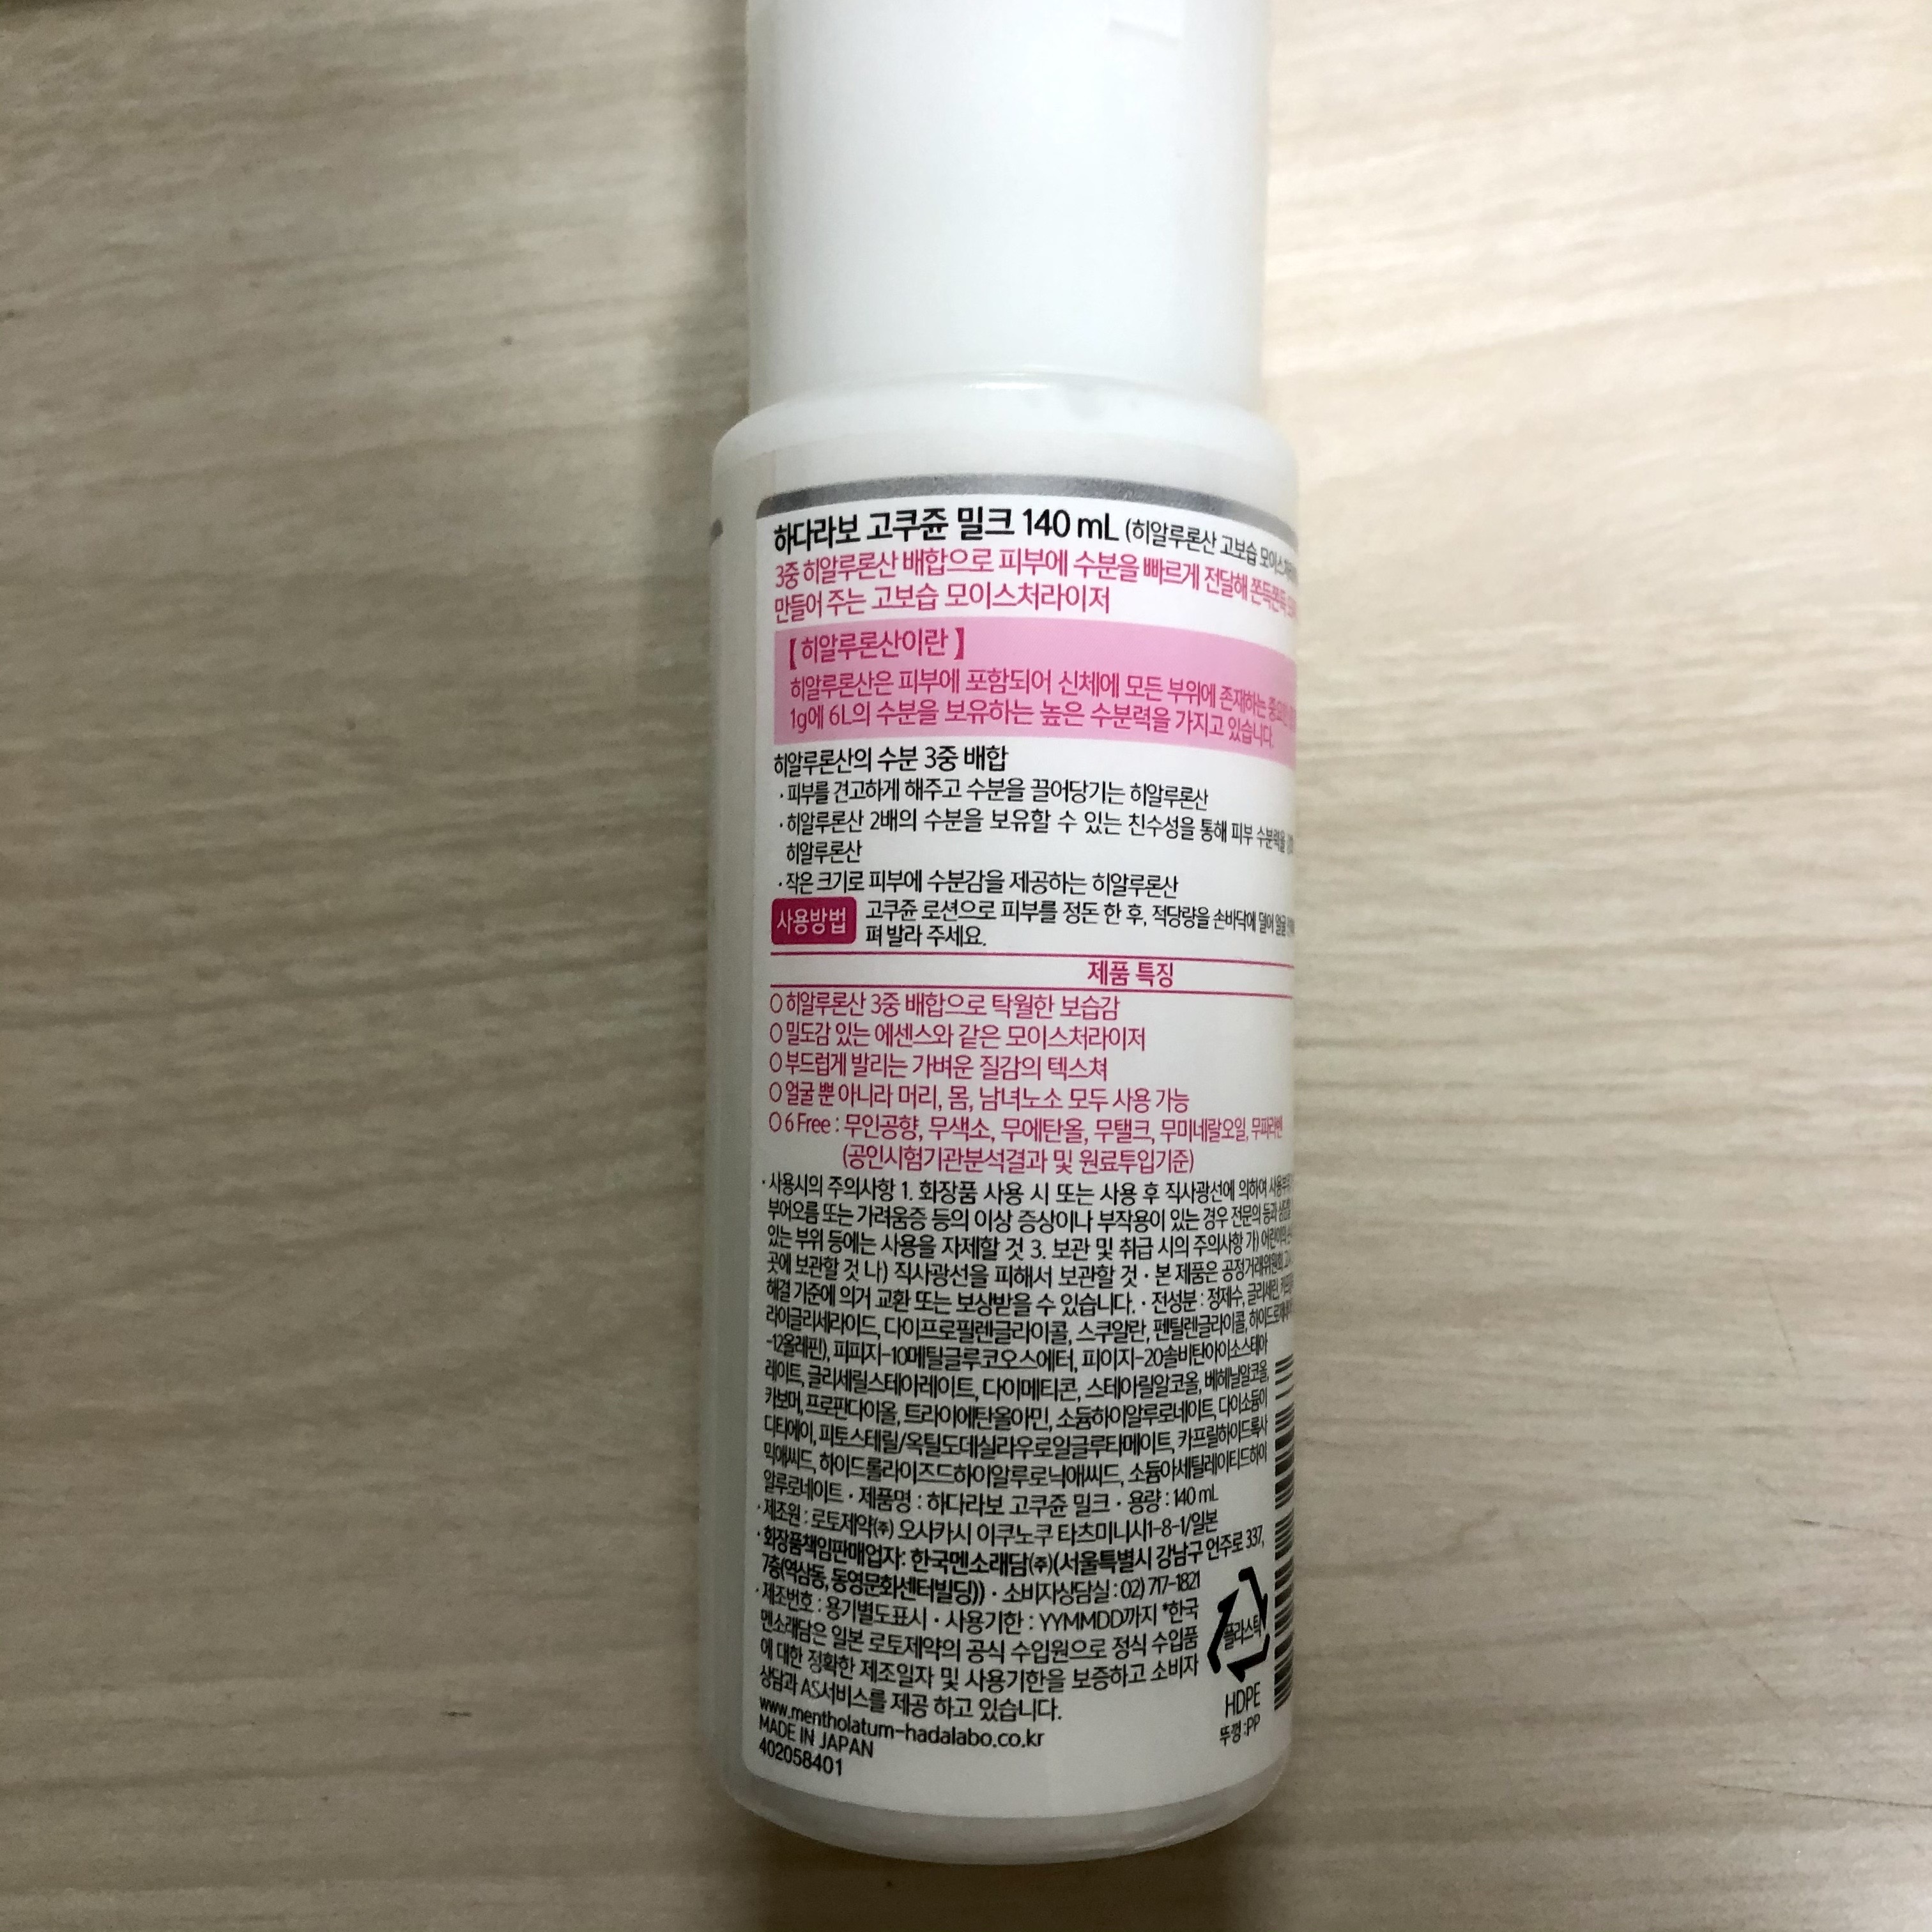 하다라보 고쿠쥰 밀크 140 mL (히알루론산 고보습
3중 히알루론산 배합으로 피부에 수분을 빠르게 전달해 쫀득쫀득
만들어 주는 고보습 모이스처라이저
【 히알루론산이란 】
히알루론산은 피부에 포함되어 신체에 모든 부위에 존재하는
1g에 6L의 수분을 보유하는 높은 수분력을 가지고 있습니다.
히알루론산의 수분 3중 배합
· 피부를 견고하게 해주고 수분을 끌어당기는 히알루론산
· 히알루론산 2배의 수분을 보유할 수 있는 친수성을 통해 피부 수분력을
히알루론산
· 작은 크기로 피부에 수분감을 제공하는 히알루론산
사용방법 고쿠쥰 로션으로 피부를 정돈 한 후, 적당량을 손바닥에 덜어 얼굴
펴 발라 주세요.
제품 특징
○ 히알루론산 3중 배합으로 탁월한 보습감
○ 밀도감 있는 에센스와 같은 모이스처라이저
○ 부드럽게 발리는 가벼운 질감의 텍스쳐
○ 얼굴 뿐 아니라 머리, 몸, 남녀노소 모두 사용 가능
○ 6 Free : 무인공향, 무색소, 무에탄올, 무탤크, 무미네랄오일, 무파라벤
(공인시험기관분석결과 및 원료투입기준)
· 사용시의 주의사항 1. 화장품 사용 시 또는 사용 후 직사광선에 의하여
부어오름 또는 가려움증 등의 이상 증상이나 부작용이 있는 경우 전문의 등과
있는 부위 등에는 사용을 자제할 것 3. 보관 및 취급 시의 주의사항 가) 어린이의
곳에 보관할 것 나) 직사광선을 피해서 보관할 것 · 본 제품은 공정거래위원회
해결 기준에 의거 교환 또는 보상받을 수 있습니다. · 전성분 : 정제수, 글리세린,
라이글리세라이드, 다이프로필렌글라이콜, 스쿠알란, 펜틸렌글라이콜,
-12올레핀), 피피지-10메틸글루코오스에터, 피이지-20솔비탄아이소스테아
레이트, 글리세릴스테아레이트, 다이메티콘, 스테아릴알코올, 베헤닐알코올,
카보머, 프로판다이올, 트라이에탄올아민, 소듐하이알루로네이트, 다이소듐이
디티에이, 피토스테릴/옥틸도데실라우로일글루타메이트, 카프릴하이드록사
믹애씨드, 하이드롤라이즈드하이알루로닉애씨드, 소듐아세틸레이티드하이
알루로네이트 · 제품명 : 하다라보 고쿠쥰 밀크 · 용량 : 140 mL
· 제조원 : 로토제약㈜ 오사카시 이쿠노쿠 타츠미니시1-8-1/일본
· 화장품책임판매업자: 한국멘소래담㈜(서울특별시 강남구 언주로 337,
7층(역삼동, 동영문화센터빌딩)) · 소비자상담실 : 02) 717-1821
· 제조번호 : 용기별도표시 · 사용기한 : YYMMDD까지 *한국
멘소래담은 일본 로토제약의 공식 수입원으로 정식 수입품
에 대한 정확한 제조일자 및 사용기한을 보증하고 소비자
상담과 AS서비스를 제공 하고 있습니다.
www.mentholatum-hadalabo.co.kr
MADE IN JAPAN
402058401
플라스틱
HDPE
뚜껑:PP